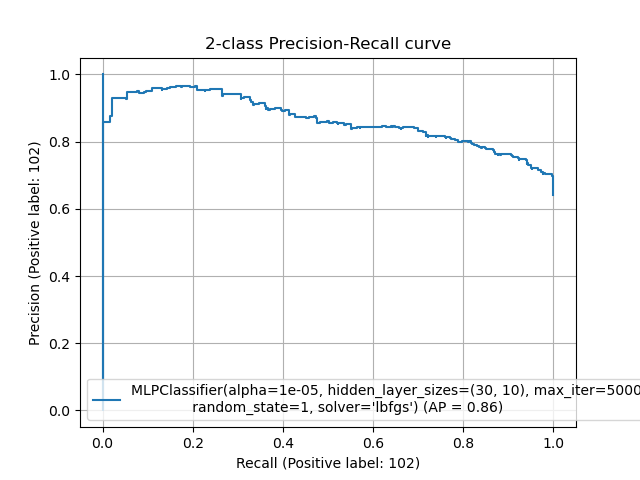 2-class Precision-Recall curve
1.0
0.8
0.6
0.4
0.2
0.0
Precision (Positive label: 102)
MLPClassifier(alpha=1e-05, hidden_layer_sizes=(30, 10), max_iter=5000
random_state=1, solver='lbfgs') (AP = 0.86)
0.0 0.2 0.4 0.6 0.8 1.0
Recall (Positive label: 102)